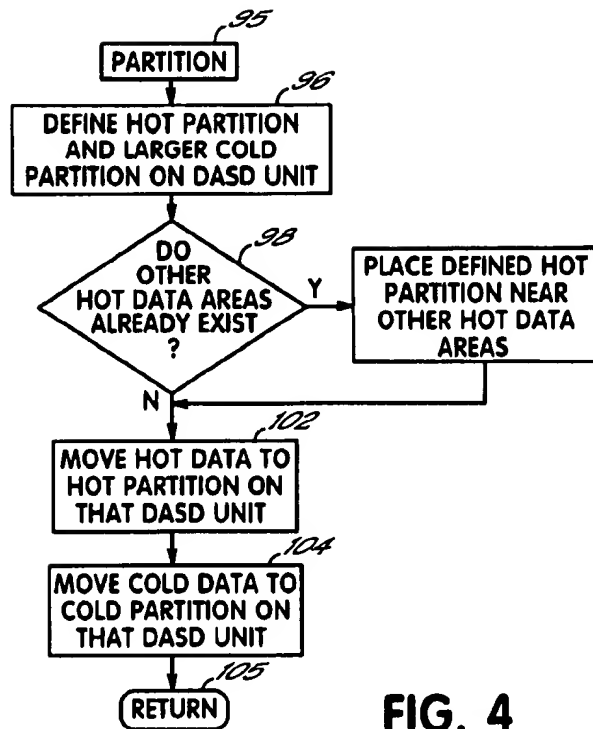 95
PARTITION
96
DEFINE HOT PARTITION
AND LARGER COLD
PARTITION ON DASD UNIT
98
DO
OTHER
HOT DATA AREAS
ALREADY EXIST
?
Y
PLACE DEFINED HOT
PARTITION NEAR
OTHER HOT DATA
AREAS
N
102
MOVE HOT DATA TO
HOT PARTITION ON
THAT DASD UNIT
104
MOVE COLD DATA TO
COLD PARTITION ON
THAT DASD UNIT
105
RETURN
FIG. 4